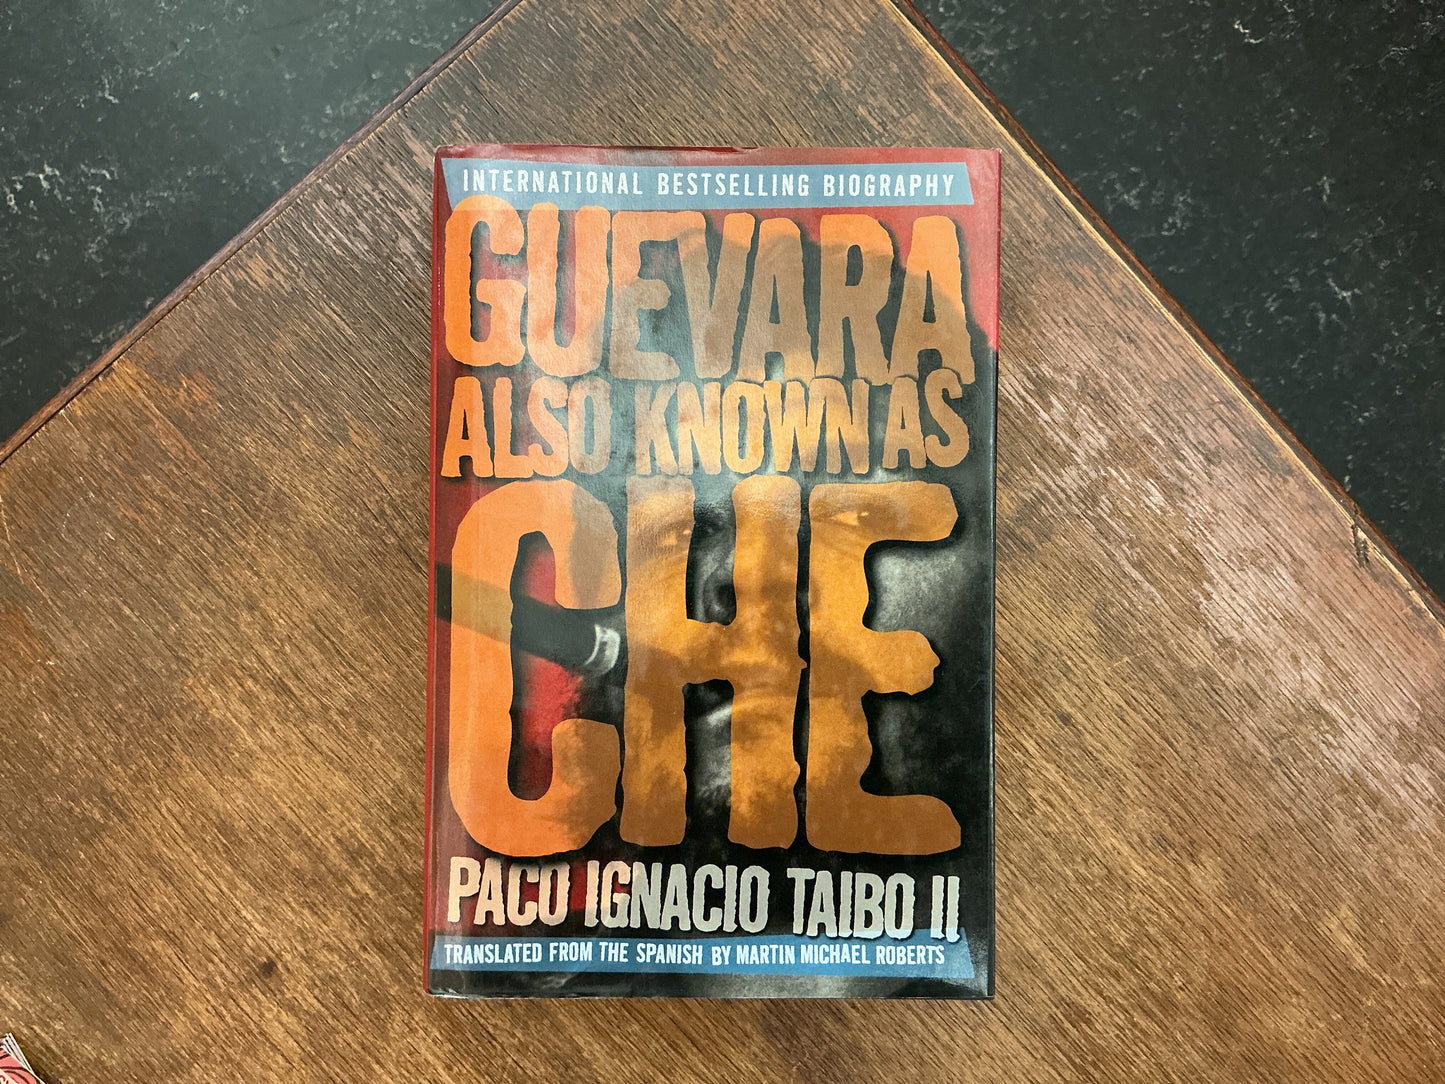 INTERNATIONAL BESTSELLING BIOGRAPHY
GUEVARA
ALSO KNOWN AS
CHE
PACO IGNACIO TAIBO II
TRANSLATED FROM THE SPANISH BY MARTIN MICHAEL ROBERTS